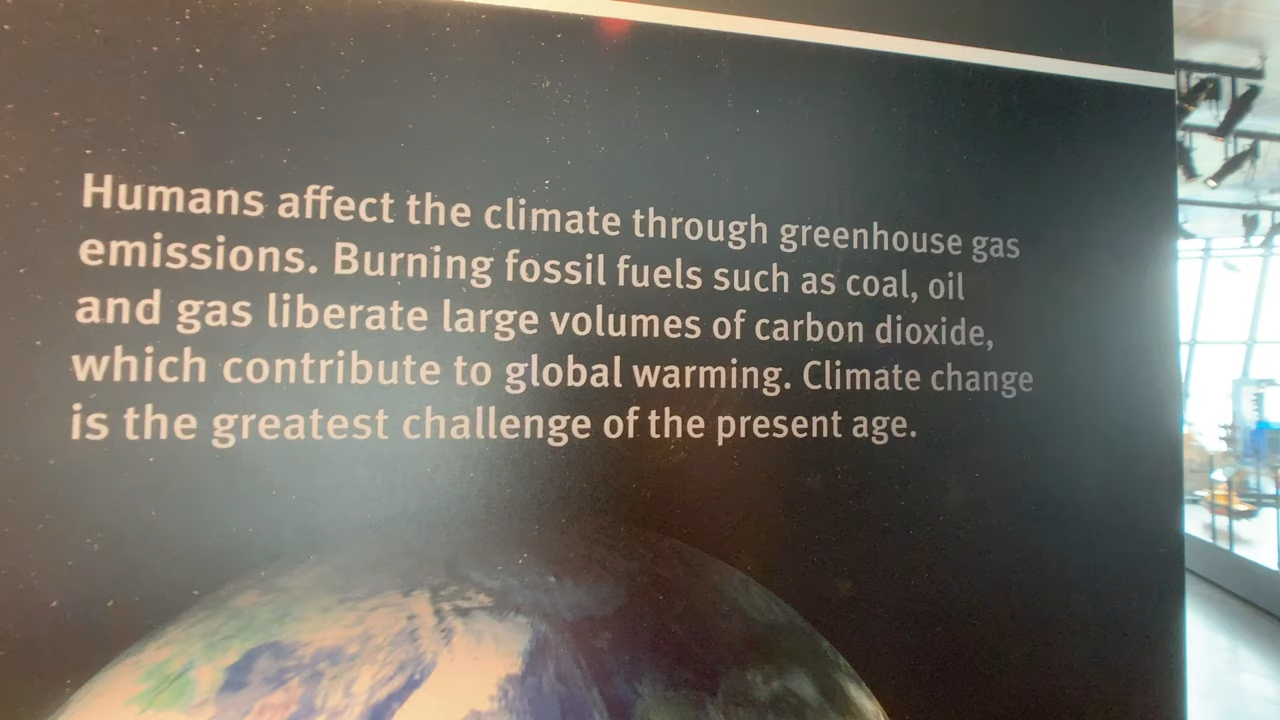 Humans affect the climate through greenhouse gas
emissions. Burning fossil fuels such as coal, oil
and gas liberate large volumes of carbon dioxide,
which contribute to global warming. Climate change
is the greatest challenge of the present age.